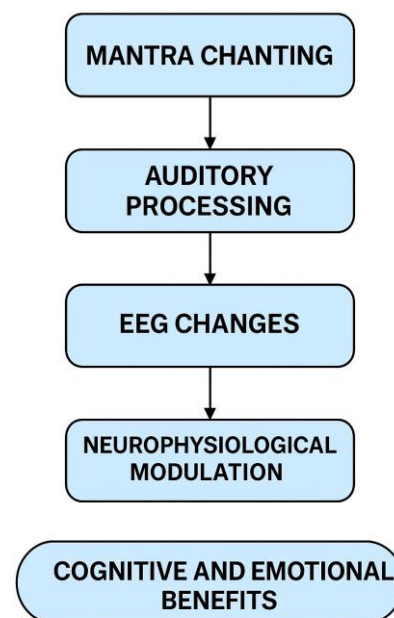 MANTRA CHANTING
AUDITORY
PROCESSING
EEG CHANGES
NEUROPHYSIOLOGICAL
MODULATION
COGNITIVE AND EMOTIONAL
BENEFITS